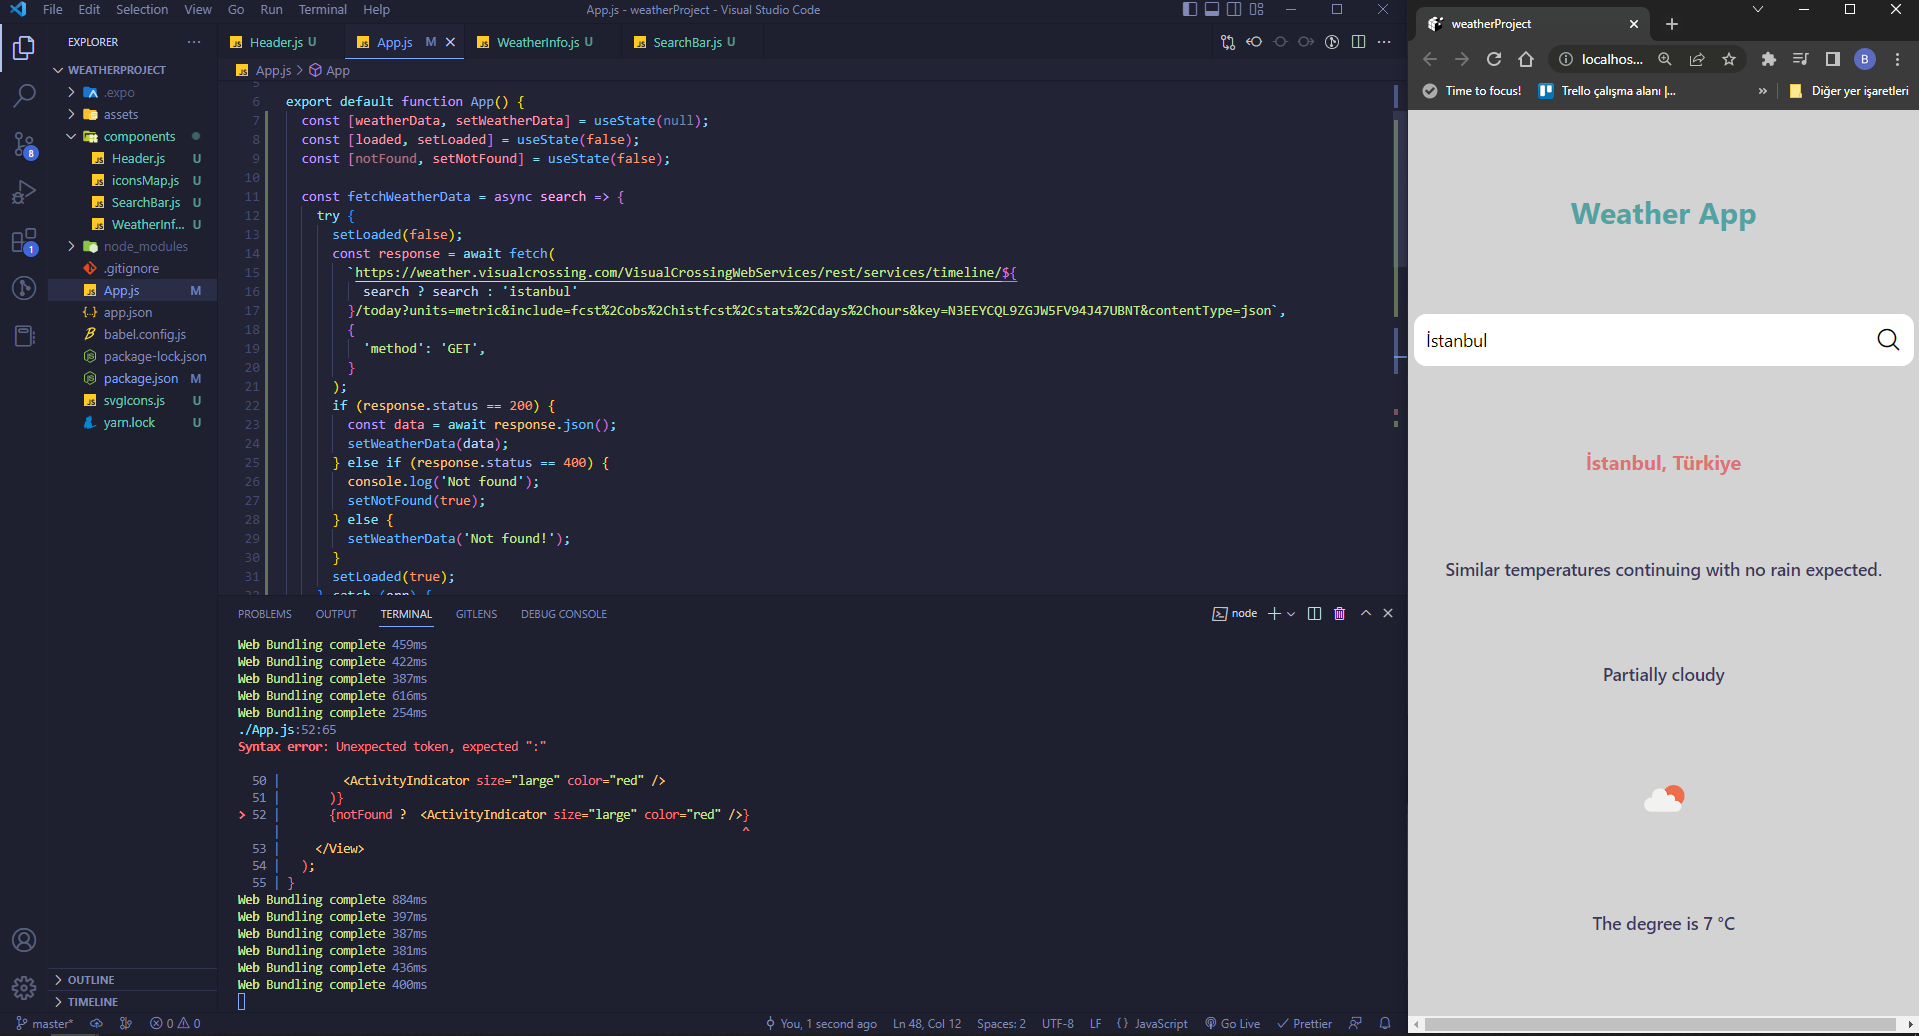 File Edit Selection View Go Run Terminal Help
App.js - weatherProject - Visual Studio Code
EXPLORER
WEATHERPROJECT
.expo
assets
components
Header.js U
iconsMap.js U
SearchBar.js U
WeatherInf... U
node_modules
.gitignore
App.js M
app.json
babel.config.js
package-lock.json
package.json M
svgIcons.js U
yarn.lock U
OUTLINE
TIMELINE
8
1
Header.js U App.js M WeatherInfo.js U SearchBar.js U
App.js > App
5
6 export default function App() {
7 const [weatherData, setWeatherData] = useState(null);
8 const [loaded, setLoaded] = useState(false);
9 const [notFound, setNotFound] = useState(false);
10
11 const fetchWeatherData = async search => {
12 try {
13 setLoaded(false);
14 const response = await fetch(
15 `https://weather.visualcrossing.com/VisualCrossingWebServices/rest/services/timeline/${
16 search ? search : 'istanbul'
17 }/today?units=metric&include=fcst%2Cobs%2Chistfcst%2Cstats%2Cdays%2Chours&key=N3EEYCQL9ZGJW5FV94J47UBNT&contentType=json`,
18 {
19 'method': 'GET',
20 }
21 );
22 if (response.status == 200) {
23 const data = await response.json();
24 setWeatherData(data);
25 } else if (response.status == 400) {
26 console.log('Not found');
27 setNotFound(true);
28 } else {
29 setWeatherData('Not found!');
30 }
31 setLoaded(true);
32 } catch (err) {
PROBLEMS OUTPUT TERMINAL GITLENS DEBUG CONSOLE
node
Web Bundling complete 459ms
Web Bundling complete 422ms
Web Bundling complete 387ms
Web Bundling complete 616ms
Web Bundling complete 254ms
./App.js:52:65
Syntax error: Unexpected token, expected ":"
50 | <ActivityIndicator size="large" color="red" />
51 | )}
> 52 | {notFound ? <ActivityIndicator size="large" color="red" />}
| ^
53 | </View>
54 | );
55 | }
Web Bundling complete 884ms
Web Bundling complete 397ms
Web Bundling complete 387ms
Web Bundling complete 381ms
Web Bundling complete 436ms
Web Bundling complete 400ms
master* 0 0 You, 1 second ago Ln 48, Col 12 Spaces: 2 UTF-8 LF {} JavaScript Go Live Prettier
weatherProject
localhos...
B
Time to focus! Trello çalışma alanı |... » Diğer yer işaretleri
Weather App
İstanbul
İstanbul, Türkiye
Similar temperatures continuing with no rain expected.
Partially cloudy
The degree is 7 °C